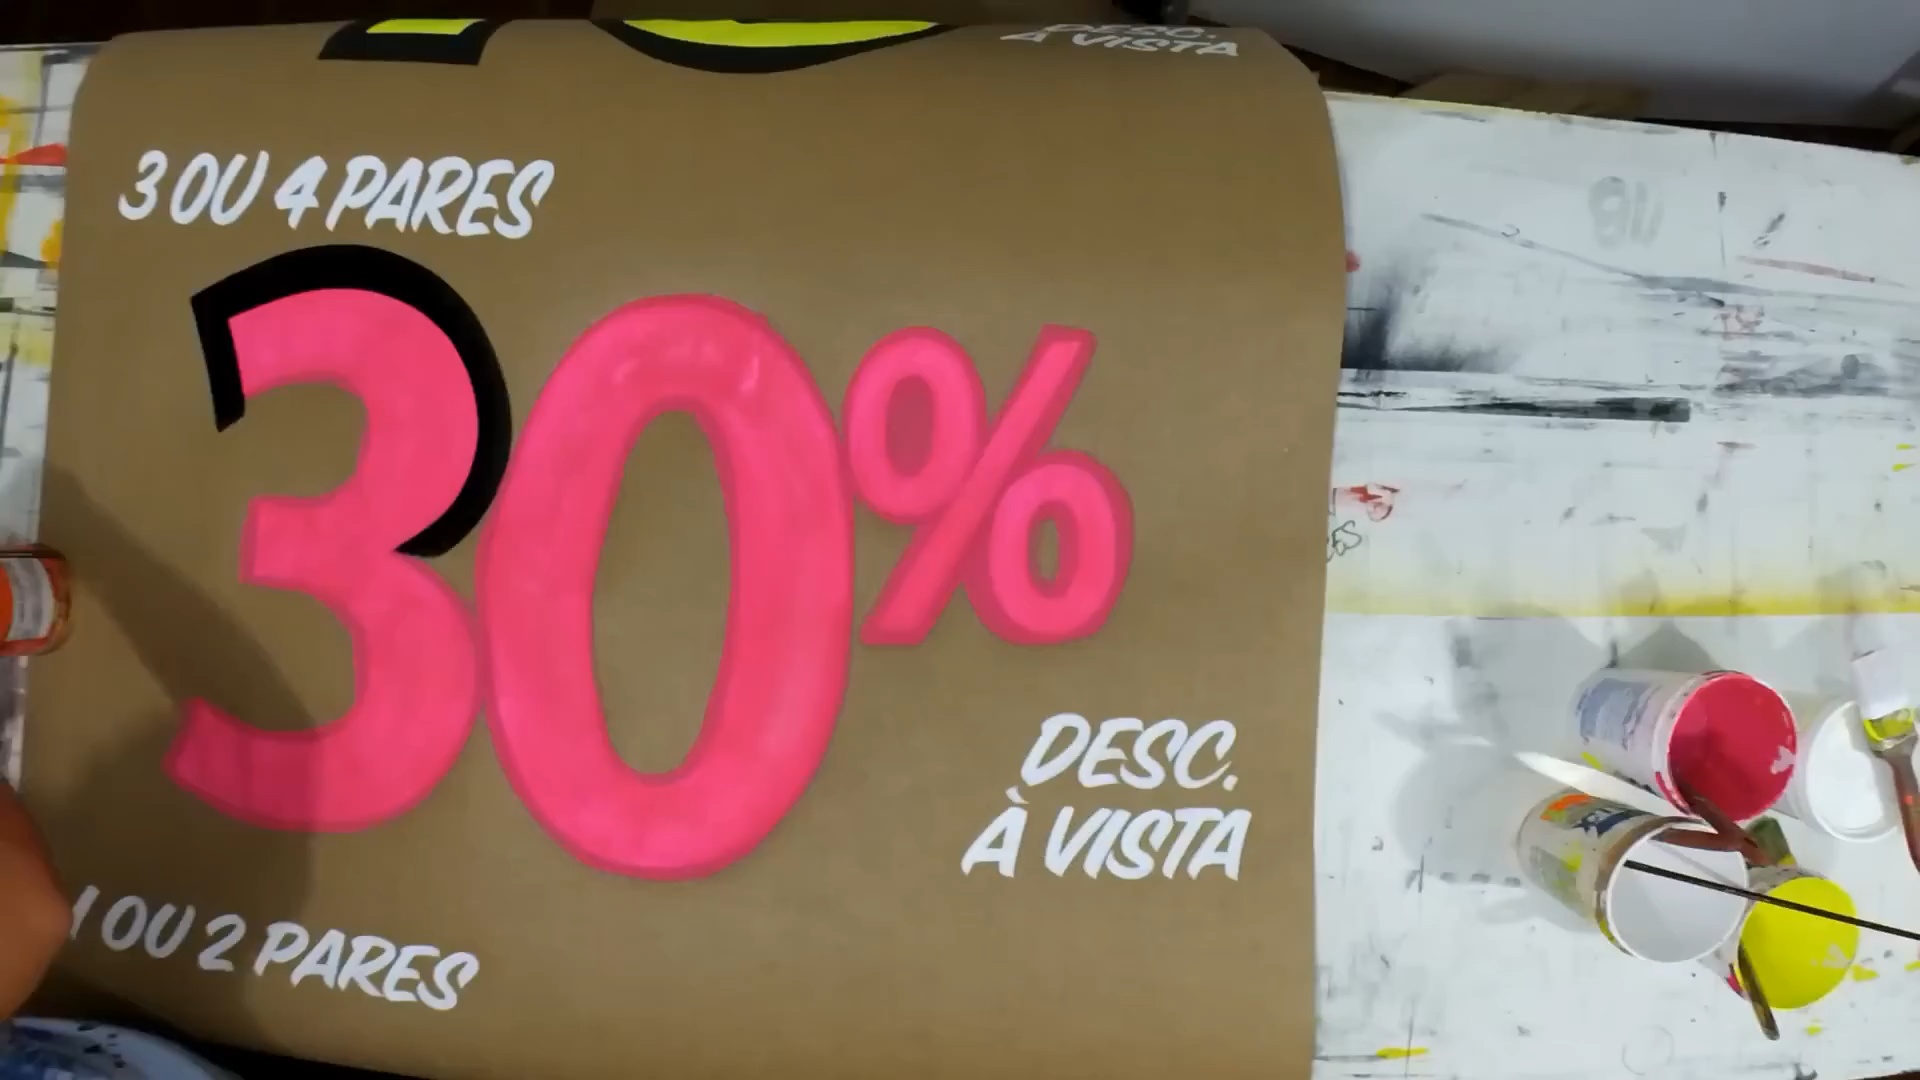 DESC.
À VISTA
3 OU 4 PARES
30%
DESC.
À VISTA
1 OU 2 PARES